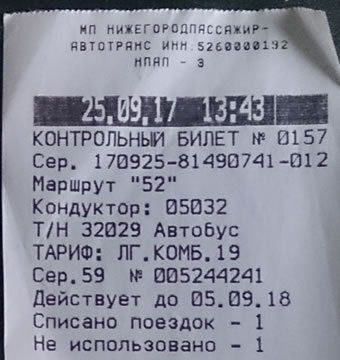 МП НИЖЕГОРОДПАССАЖИР-
АВТОТРАНС ИНН:5260000192
НПАП - 3
25.09.17 13:43
КОНТРОЛЬНЫЙ БИЛЕТ № 0157
Сер. 170925-81490741-012
Маршрут "52"
Кондуктор: 05032
Т/Н 32029 Автобус
ТАРИФ: ЛГ.КОМБ.19
Сер.59 № 005244241
Действует до 05.09.18
Списано поездок - 1
Не использовано - 1